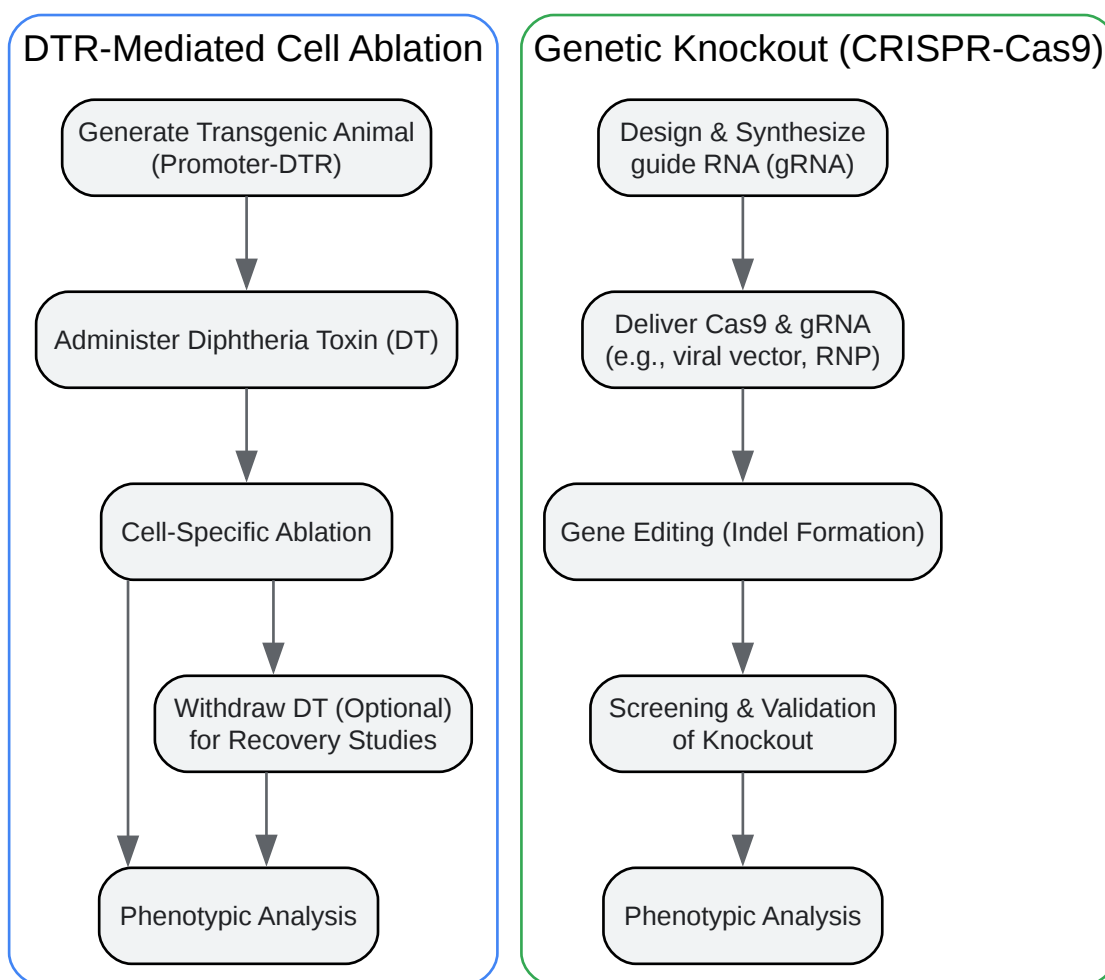 DTR-Mediated Cell Ablation
Generate Transgenic Animal
(Promoter-DTR)
Administer Diphtheria Toxin (DT)
Cell-Specific Ablation
Withdraw DT (Optional)
for Recovery Studies
Phenotypic Analysis
Genetic Knockout (CRISPR-Cas9)
Design & Synthesize
guide RNA (gRNA)
Deliver Cas9 & gRNA
(e.g., viral vector, RNP)
Gene Editing (Indel Formation)
Screening & Validation
of Knockout
Phenotypic Analysis